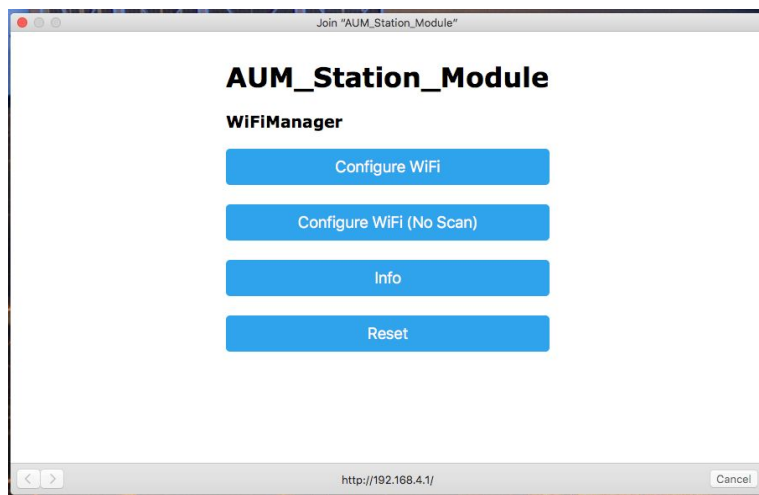 Join “AUM_Station_Module”
AUM_Station_Module
WiFiManager
Configure WiFi
Configure WiFi (No Scan)
Info
Reset
http://192.168.4.1/
Cancel